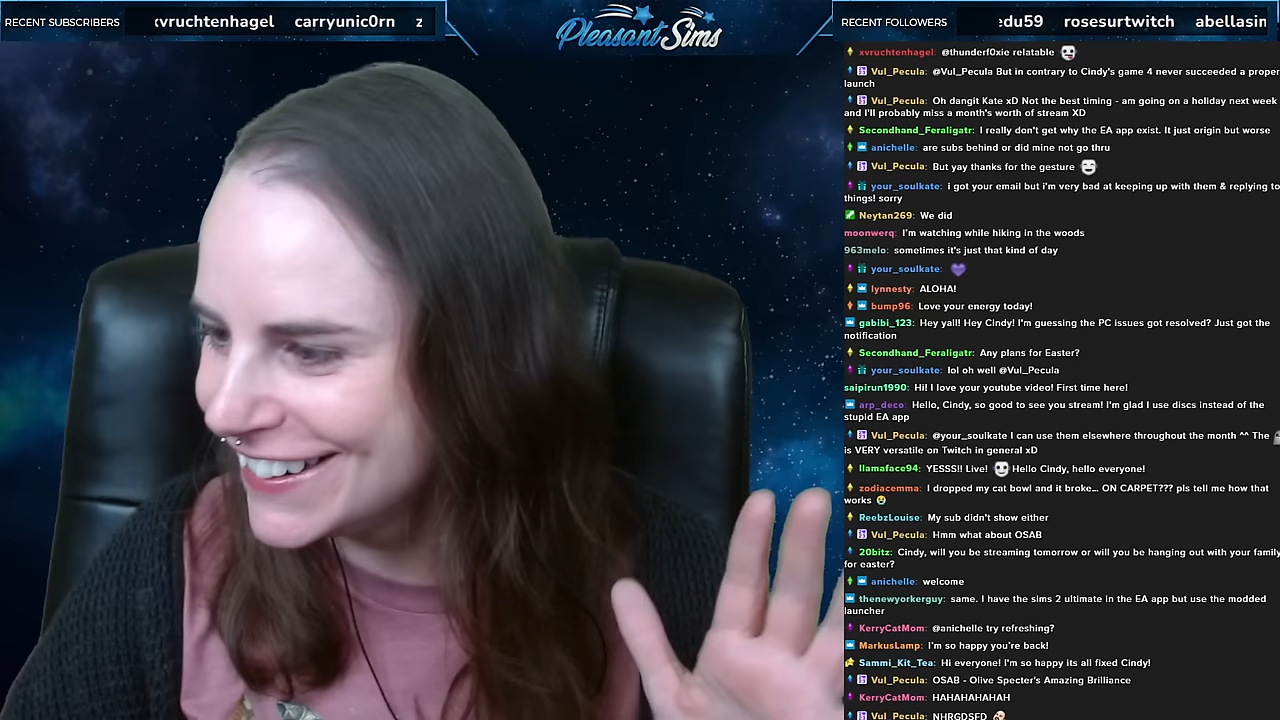 RECENT SUBSCRIBERS
xvruchtenhagel carryunic0rn z
PleasantSims
RECENT FOLLOWERS
edu59 rosesurtwitch abellasin
xvruchtenhagel: @thunderf0xie relatable
Vul_Pecula: @Vul_Pecula But in contrary to Cindy's game 4 never succeeded a proper
launch
Vul_Pecula: Oh dangit Kate xD Not the best timing - am going on a holiday next week
and I'll probably miss a month's worth of stream XD
Secondhand_Feraligatr: I really don't get why the EA app exist. It just origin but worse
anichelle: are subs behind or did mine not go thru
Vul_Pecula: But yay thanks for the gesture
your_soulkate: i got your email but i'm very bad at keeping up with them & replying to
things! sorry
Neytan269: We did
moonwerq: I'm watching while hiking in the woods
963melo: sometimes it's just that kind of day
your_soulkate:
lynnesty: ALOHA!
bump96: Love your energy today!
gabibi_123: Hey yall! Hey Cindy! I'm guessing the PC issues got resolved? Just got the
notification
Secondhand_Feraligatr: Any plans for Easter?
your_soulkate: lol oh well @Vul_Pecula
saipirun1990: Hi! I love your youtube video! First time here!
arp_deco: Hello, Cindy, so good to see you stream! I'm glad I use discs instead of the
stupid EA app
Vul_Pecula: @your_soulkate I can use them elsewhere throughout the month ^^ The
is VERY versatile on Twitch in general xD
llamaface94: YESSS!! Live! Hello Cindy, hello everyone!
zodiacemma: I dropped my cat bowl and it broke... ON CARPET??? pls tell me how that
works
ReebzLouise: My sub didn't show either
Vul_Pecula: Hmm what about OSAB
20bitz: Cindy, will you be streaming tomorrow or will you be hanging out with your family
for easter?
anichelle: welcome
thenewyorkerguy: same. I have the sims 2 ultimate in the EA app but use the modded
launcher
KerryCatMom: @anichelle try refreshing?
MarkusLamp: I'm so happy you're back!
Sammi_Kit_Tea: Hi everyone! I'm so happy its all fixed Cindy!
Vul_Pecula: OSAB - Olive Specter's Amazing Brilliance
KerryCatMom: HAHAHAHAHAH
Vul_Pecula: NHRGDSFD